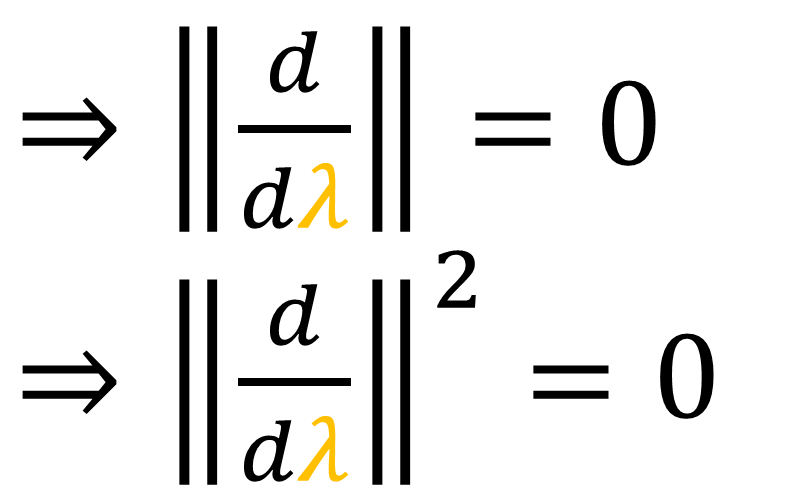 ⇒ ‖d/dλ‖ = 0
⇒ ‖d/dλ‖² = 0